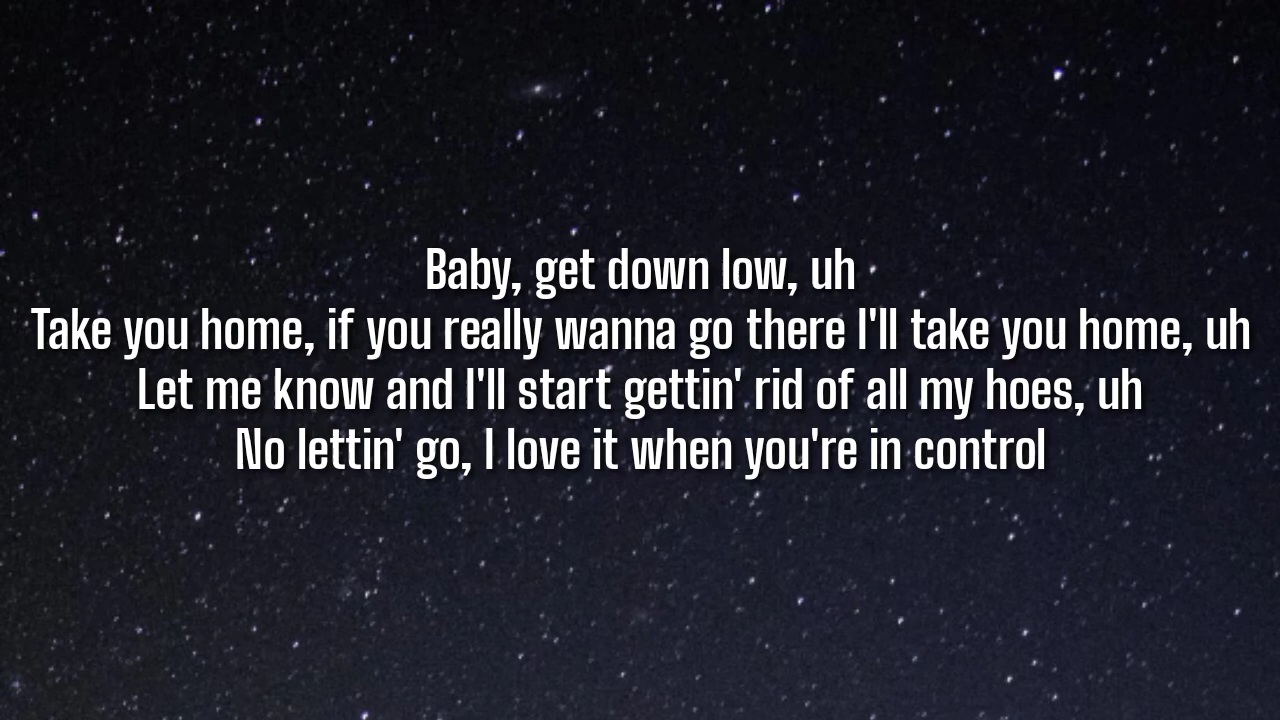 Baby, get down low, uh
Take you home, if you really wanna go there I'll take you home, uh
Let me know and I'll start gettin' rid of all my hoes, uh
No lettin' go, I love it when you're in control